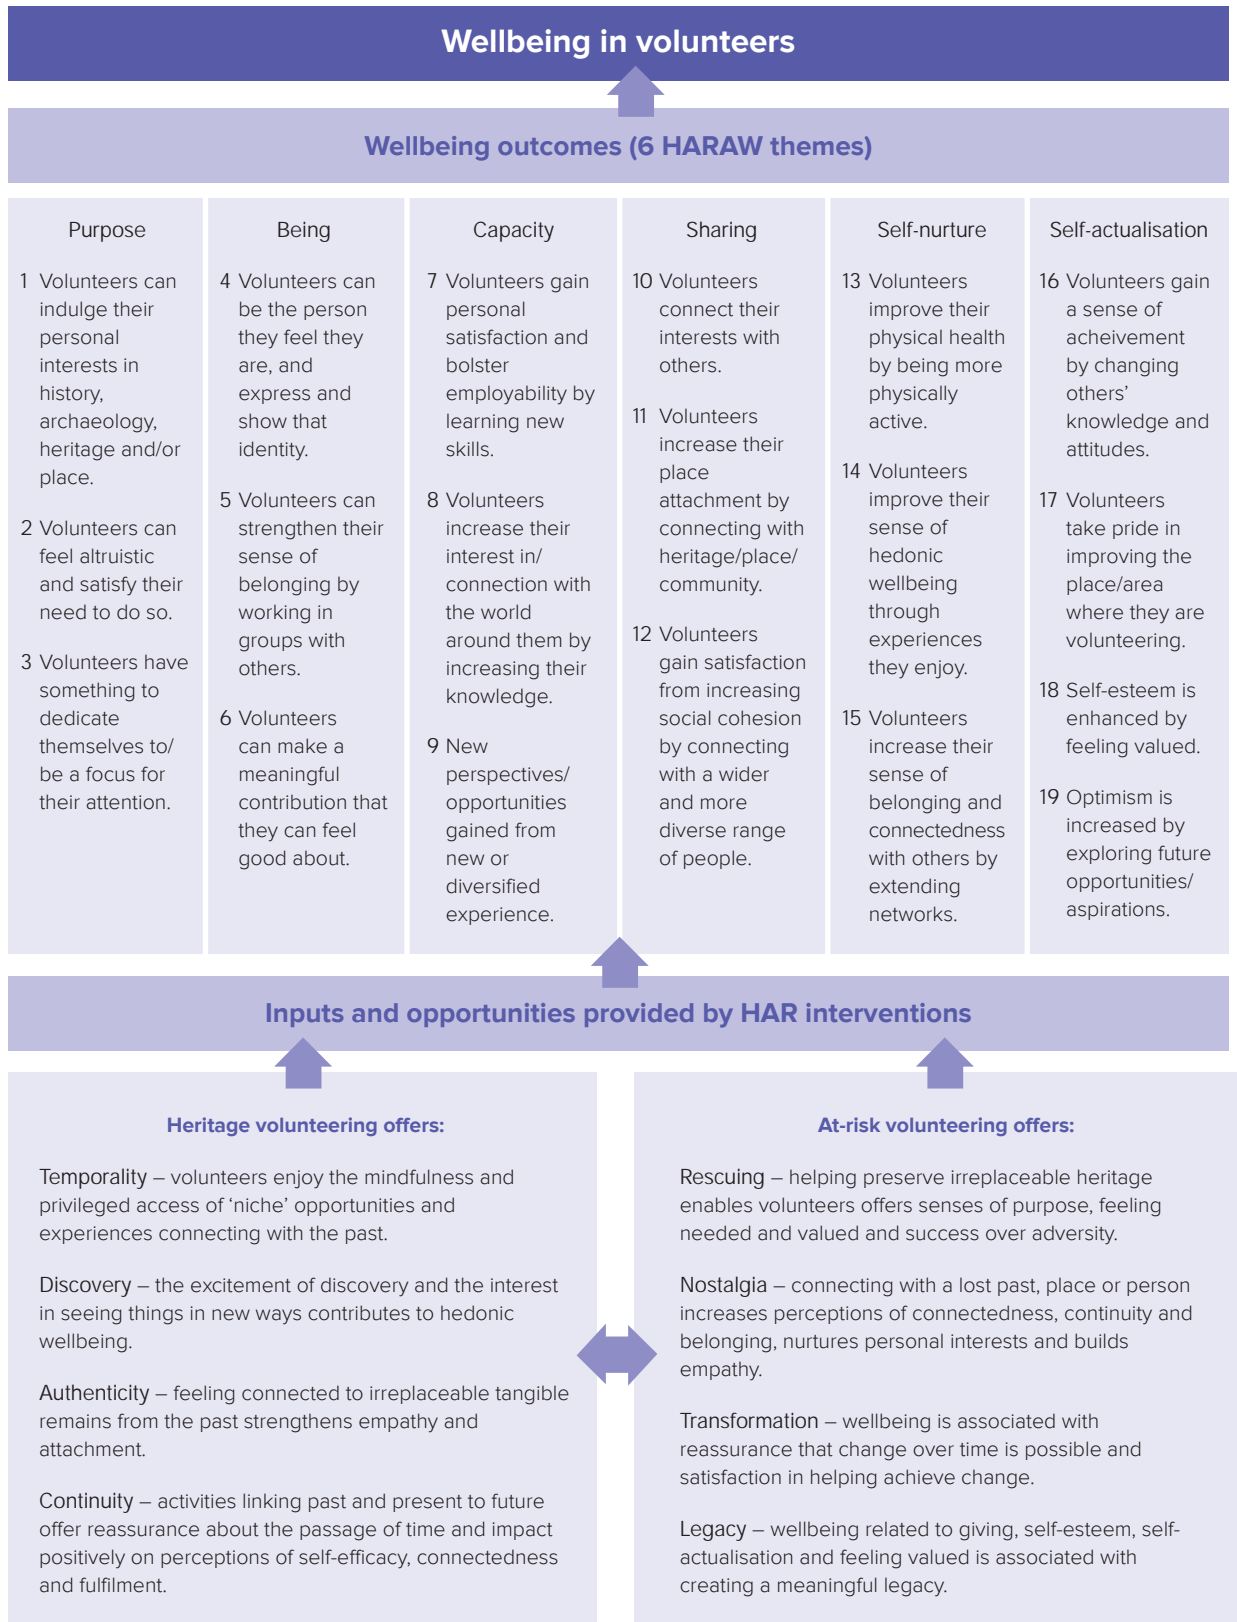 Wellbeing in volunteers
Wellbeing outcomes (6 HARAW themes)
Purpose
1 Volunteers can
indulge their
personal
interests in
history,
archaeology,
heritage and/or
place.
2 Volunteers can
feel altruistic
and satisfy their
need to do so.
3 Volunteers have
something to
dedicate
themselves to/
be a focus for
their attention.
Being
4 Volunteers can
be the person
they feel they
are, and
express and
show that
identity.
5 Volunteers can
strengthen their
sense of
belonging by
working in
groups with
others.
6 Volunteers
can make a
meaningful
contribution that
they can feel
good about.
Capacity
7 Volunteers gain
personal
satisfaction and
bolster
employability by
learning new
skills.
8 Volunteers
increase their
interest in/
connection with
the world
around them by
increasing their
knowledge.
9 New
perspectives/
opportunities
gained from
new or
diversified
experience.
Sharing
10 Volunteers
connect their
interests with
others.
11 Volunteers
increase their
place
attachment by
connecting with
heritage/place/
community.
12 Volunteers
gain satisfaction
from increasing
social cohesion
by connecting
with a wider
and more
diverse range
of people.
Self-nurture
13 Volunteers
improve their
physical health
by being more
physically
active.
14 Volunteers
improve their
sense of
hedonic
wellbeing
through
experiences
they enjoy.
15 Volunteers
increase their
sense of
belonging and
connectedness
with others by
extending
networks.
Self-actualisation
16 Volunteers gain
a sense of
acheivement
by changing
others’
knowledge and
attitudes.
17 Volunteers
take pride in
improving the
place/area
where they are
volunteering.
18 Self-esteem is
enhanced by
feeling valued.
19 Optimism is
increased by
exploring future
opportunities/
aspirations.
Inputs and opportunities provided by HAR interventions
Heritage volunteering offers:
Temporality – volunteers enjoy the mindfulness and
privileged access of ‘niche’ opportunities and
experiences connecting with the past.
Discovery – the excitement of discovery and the interest
in seeing things in new ways contributes to hedonic
wellbeing.
Authenticity – feeling connected to irreplaceable tangible
remains from the past strengthens empathy and
attachment.
Continuity – activities linking past and present to future
offer reassurance about the passage of time and impact
positively on perceptions of self-efficacy, connectedness
and fulfilment.
At-risk volunteering offers:
Rescuing – helping preserve irreplaceable heritage
enables volunteers offers senses of purpose, feeling
needed and valued and success over adversity.
Nostalgia – connecting with a lost past, place or person
increases perceptions of connectedness, continuity and
belonging, nurtures personal interests and builds
empathy.
Transformation – wellbeing is associated with
reassurance that change over time is possible and
satisfaction in helping achieve change.
Legacy – wellbeing related to giving, self-esteem, self-
actualisation and feeling valued is associated with
creating a meaningful legacy.